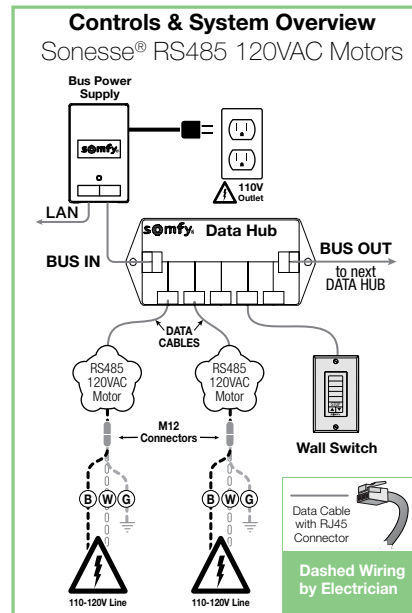 Controls & System Overview
Sonesse® RS485 120VAC Motors
Bus Power
Supply
somfy.
110V
Outlet
LAN
somfy. Data Hub
BUS IN
BUS OUT
to next
DATA HUB
DATA
CABLES
RS485
120VAC
Motor
RS485
120VAC
Motor
M12
Connectors
Wall Switch
B W G
B W G
110-120V Line
110-120V Line
Data Cable
with RJ45
Connector
Dashed Wiring
by Electrician